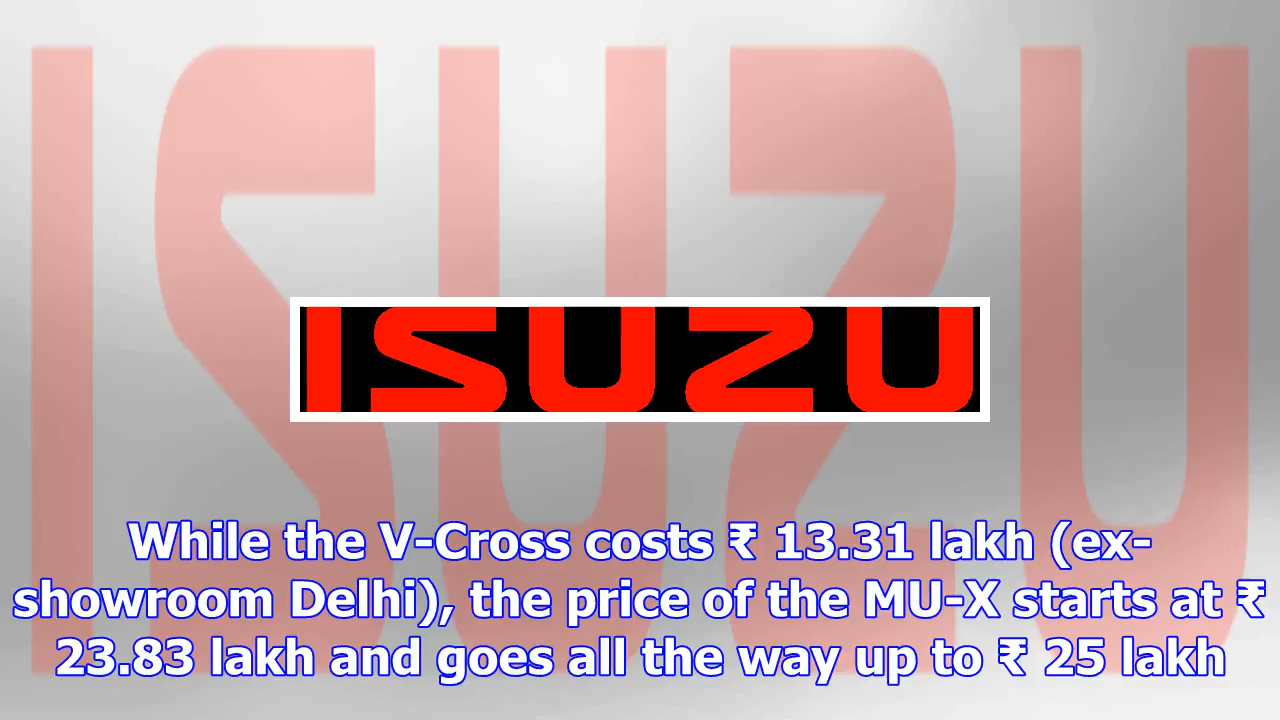 ISUZU
ISUZU
While the V-Cross costs ₹ 13.31 lakh (ex-
showroom Delhi), the price of the MU-X starts at ₹
23.83 lakh and goes all the way up to ₹ 25 lakh